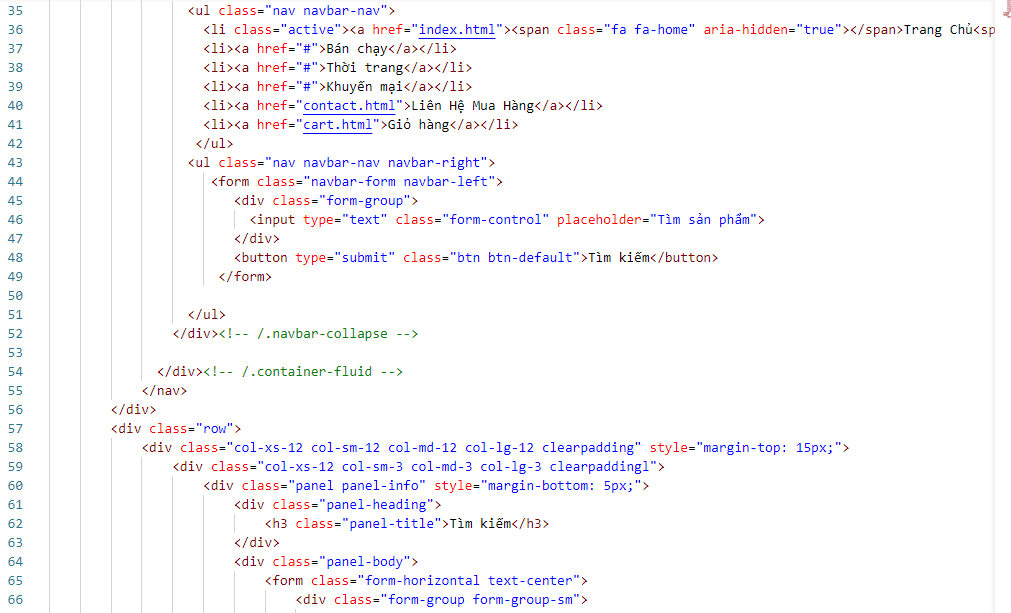 35 <ul class="nav navbar-nav">
36 <li class="active"><a href="index.html"><span class="fa fa-home" aria-hidden="true"></span>Trang Chủ<sp
37 <li><a href="#">Bán chạy</a></li>
38 <li><a href="#">Thời trang</a></li>
39 <li><a href="#">Khuyến mại</a></li>
40 <li><a href="contact.html">Liên Hệ Mua Hàng</a></li>
41 <li><a href="cart.html">Giỏ hàng</a></li>
42 </ul>
43 <ul class="nav navbar-nav navbar-right">
44 <form class="navbar-form navbar-left">
45 <div class="form-group">
46 <input type="text" class="form-control" placeholder="Tìm sản phẩm">
47 </div>
48 <button type="submit" class="btn btn-default">Tìm kiếm</button>
49 </form>
50
51 </ul>
52 </div><!-- /.navbar-collapse -->
53
54 </div><!-- /.container-fluid -->
55 </nav>
56 </div>
57 <div class="row">
58 <div class="col-xs-12 col-sm-12 col-md-12 col-lg-12 clearpadding" style="margin-top: 15px;">
59 <div class="col-xs-12 col-sm-3 col-md-3 col-lg-3 clearpaddingl">
60 <div class="panel panel-info" style="margin-bottom: 5px;">
61 <div class="panel-heading">
62 <h3 class="panel-title">Tìm kiếm</h3>
63 </div>
64 <div class="panel-body">
65 <form class="form-horizontal text-center">
66 <div class="form-group form-group-sm">